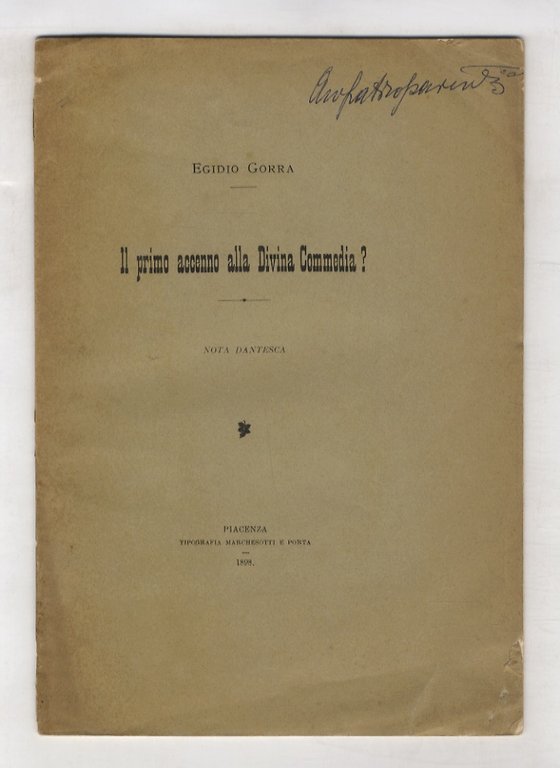 EGIDIO GORRA
Il primo accenno alla Divina Commedia ?
NOTA DANTESCA
PIACENZA
TIPOGRAFIA MARCHESOTTI E PORTA
1898.